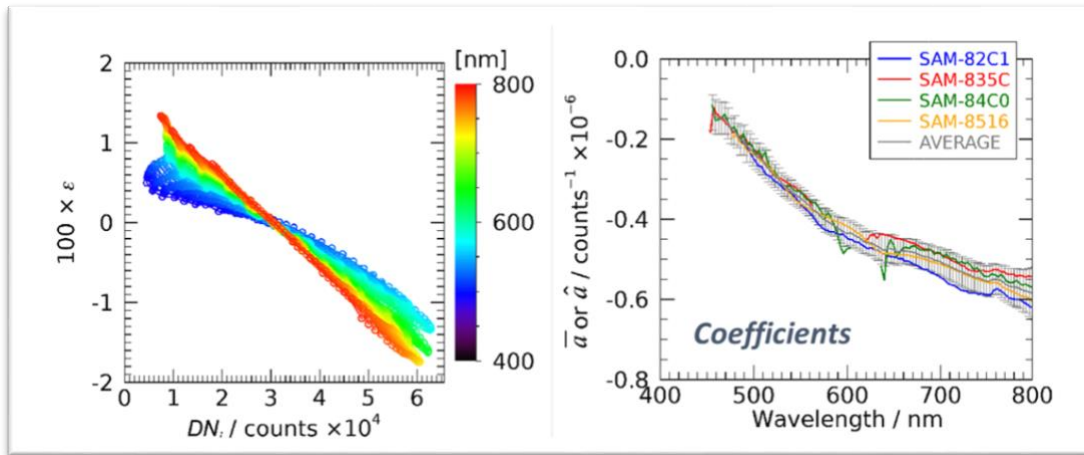 2
1
0
-1
-2
100 × ε
0 1 2 3 4 5 6
DN: / counts ×10⁴
[nm]
800
600
400
0.0
-0.2
-0.4
-0.6
-0.8
a̅ or â / counts⁻¹ ×10⁻⁶
SAM-82C1
SAM-835C
SAM-84C0
SAM-8516
AVERAGE
Coefficients
400 500 600 700 800
Wavelength / nm